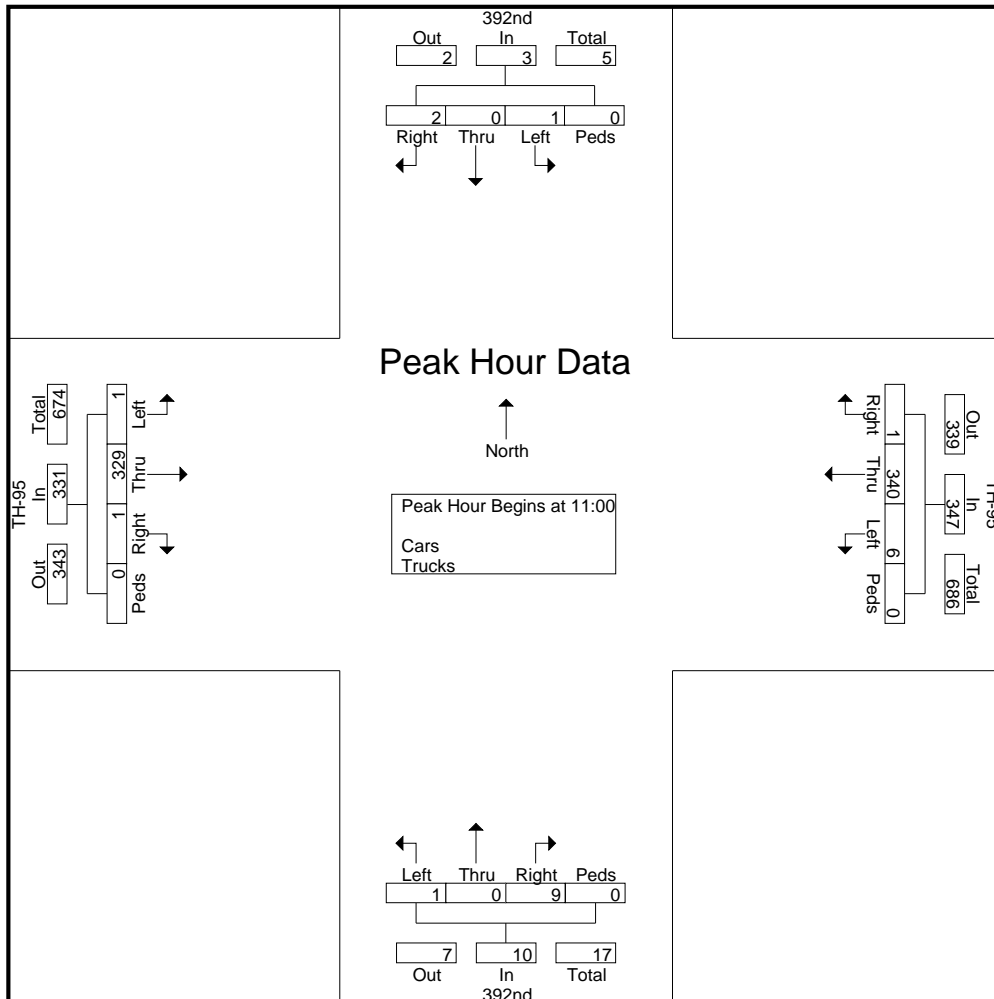 392nd
Out In Total
2 3 5
2 0 1 0
Right Thru Left Peds
Peak Hour Data
North
Peak Hour Begins at 11:00
Cars
Trucks
TH-95
Total In Out
674 331 343
1 329 1 0
Left Thru Right Peds
TH-95
Out In Total
339 347 686
1 340 6 0
Right Thru Left Peds
Left Thru Right Peds
1 0 9 0
7 10 17
Out In Total
392nd